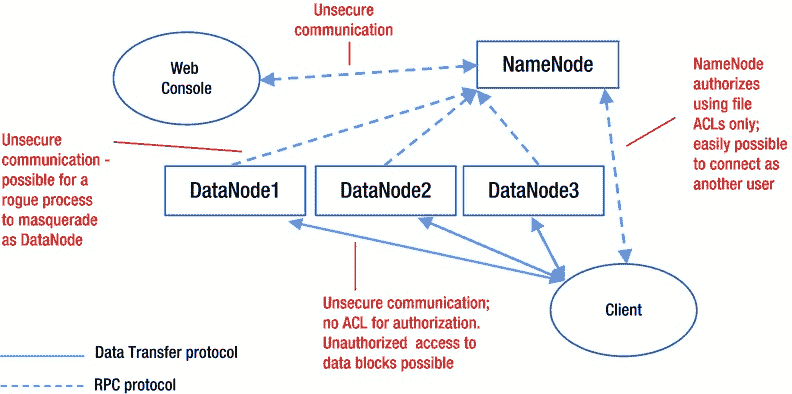 Unsecure
communication
Web
Console
NameNode
NameNode
authorizes
using file
ACLs only;
easily possible
to connect as
another user
Unsecure
communication -
possible for a
rogue process
to masquerade
as DataNode
DataNode1
DataNode2
DataNode3
Unsecure communication;
no ACL for authorization.
Unauthorized access to
data blocks possible
Client
Data Transfer protocol
RPC protocol